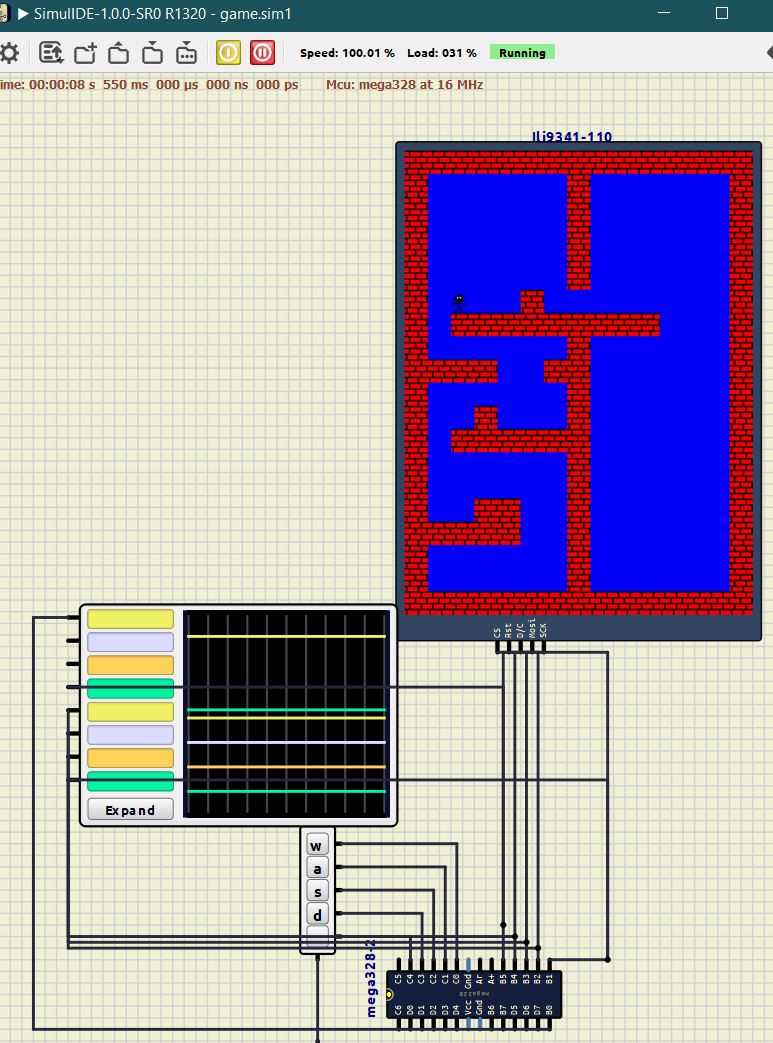 SimulIDE-1.0.0-SR0 R1320 - game.sim1
Speed: 100.01 % Load: 031 % Running
ime: 00:00:08 s 550 ms 000 µs 000 ns 000 ps Mcu: mega328 at 16 MHz
Ili9341-110
CS Rst D/C Mosi SCK
Expand
w
a
s
d
mega328-2
C5 C4 C3 C2 C1 C0 Gnd Ar A+ B5 B4 B3 B2 B1
mega328
C6 D0 D1 D2 D3 D4 Vcc Gnd B6 B7 D5 D6 D7 B0